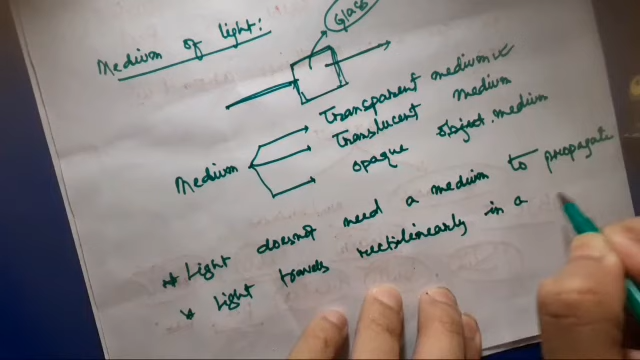 Medium of light:
Glass
Transparent medium
Medium
Translucent medium
opaque object medium
* Light doesnot need a medium to propagate
* Light travels rectilinearly in a